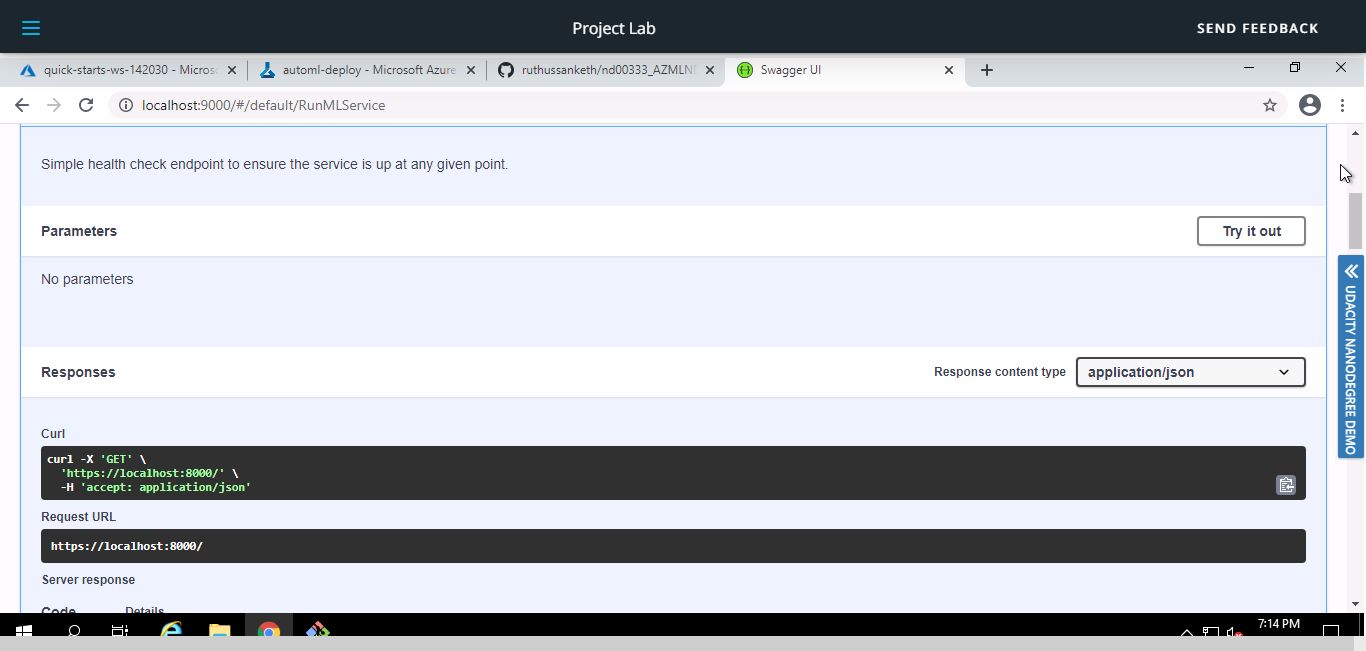 Project Lab
SEND FEEDBACK
quick-starts-ws-142030 - Micros
automl-deploy - Microsoft Azure
ruthussanketh/nd00333_AZMLN
Swagger UI
localhost:9000/#/default/RunMLService
Simple health check endpoint to ensure the service is up at any given point.
Parameters
Try it out
No parameters
Responses
Response content type
application/json
Curl
curl -X 'GET' \
'https://localhost:8000/' \
-H 'accept: application/json'
Request URL
https://localhost:8000/
Server response
Code
Details
UDACITY NANODEGREE DEMO
7:14 PM